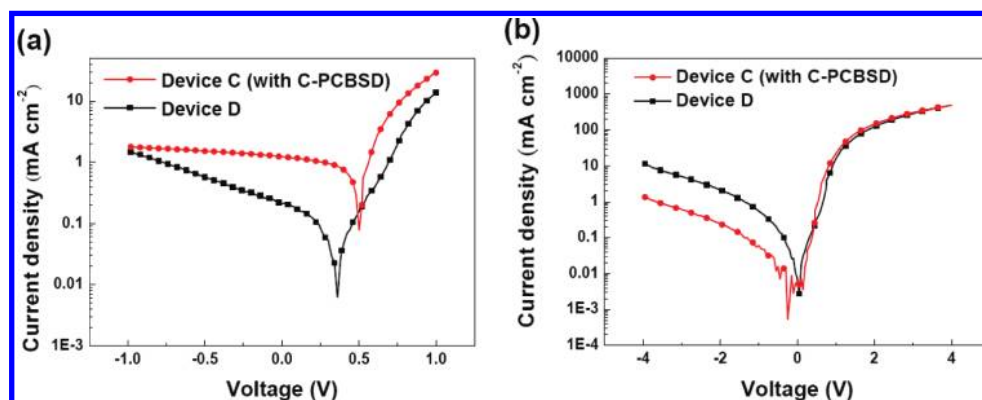 (a)
Device C (with C-PCBSD)
Device D
Current density (mA cm⁻²)
10
1
0.1
0.01
1E-3
-1.0
-0.5
0.0
0.5
1.0
Voltage (V)
(b)
Device C (with C-PCBSD)
Device D
Current density (mA cm⁻²)
10000
1000
100
10
1
0.1
0.01
1E-3
1E-4
-4
-2
0
2
4
Voltage (V)